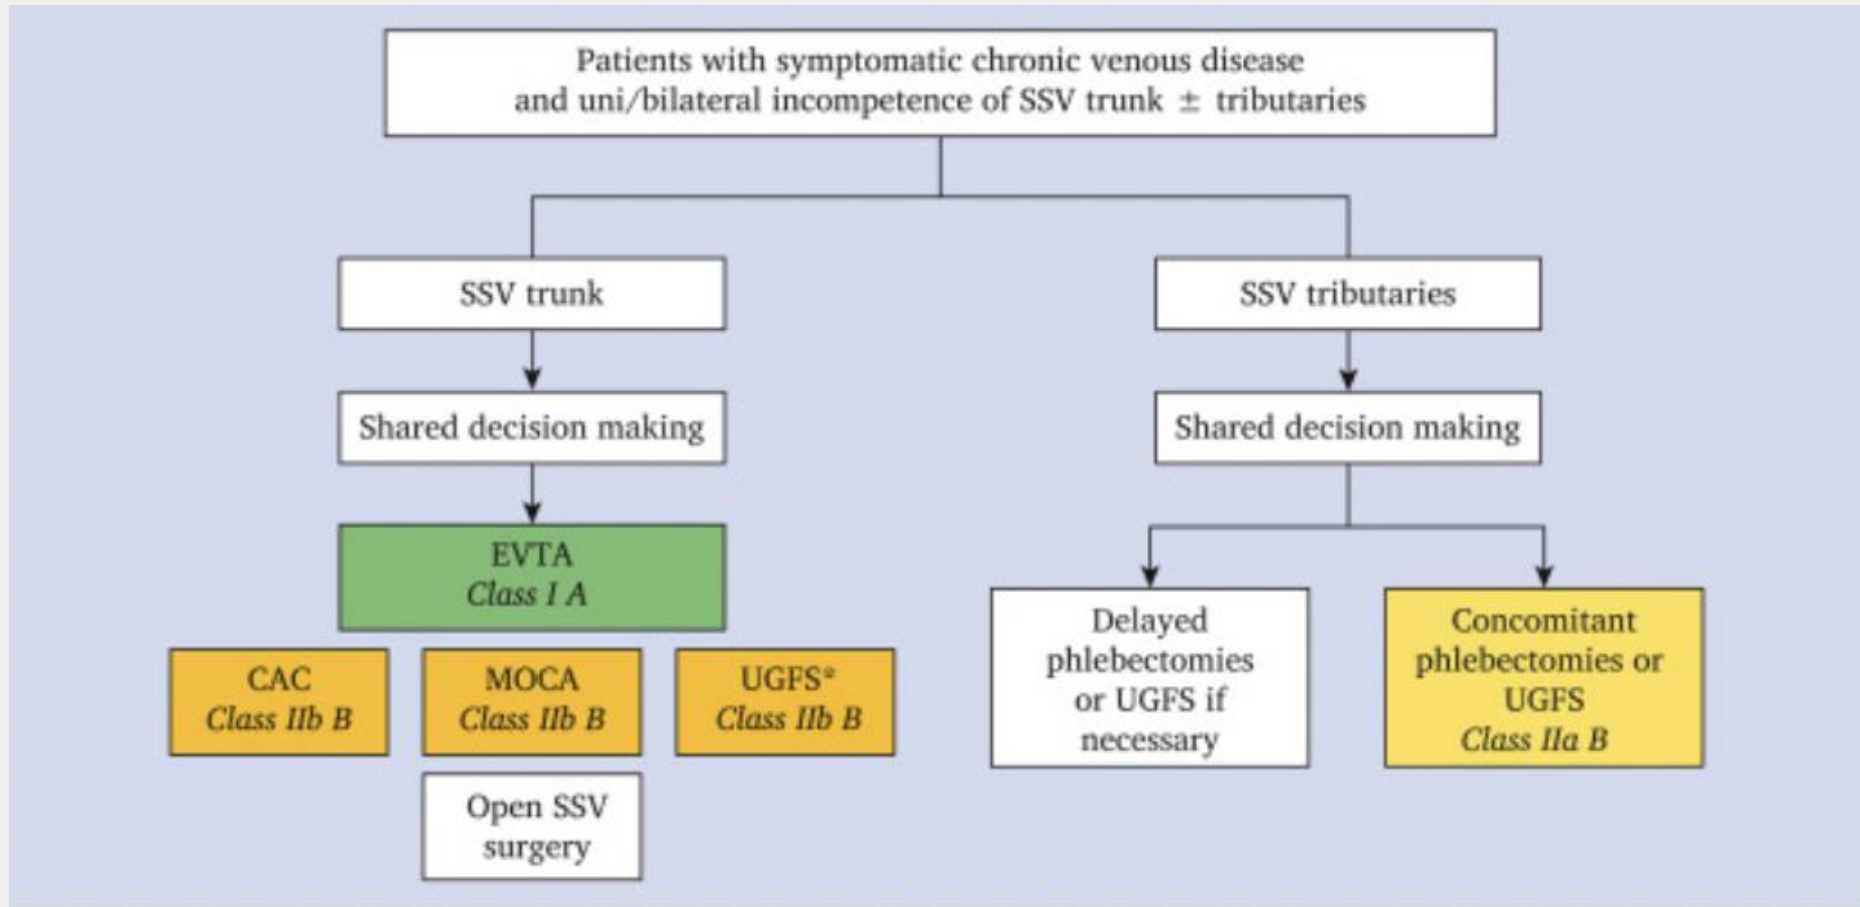 Patients with symptomatic chronic venous disease
and uni/bilateral incompetence of SSV trunk ± tributaries
SSV trunk
SSV tributaries
Shared decision making
Shared decision making
EVTA
Class I A
CAC
Class IIb B
MOCA
Class IIb B
UGFS*
Class IIb B
Open SSV
surgery
Delayed
phlebectomies
or UGFS if
necessary
Concomitant
phlebectomies or
UGFS
Class IIa B